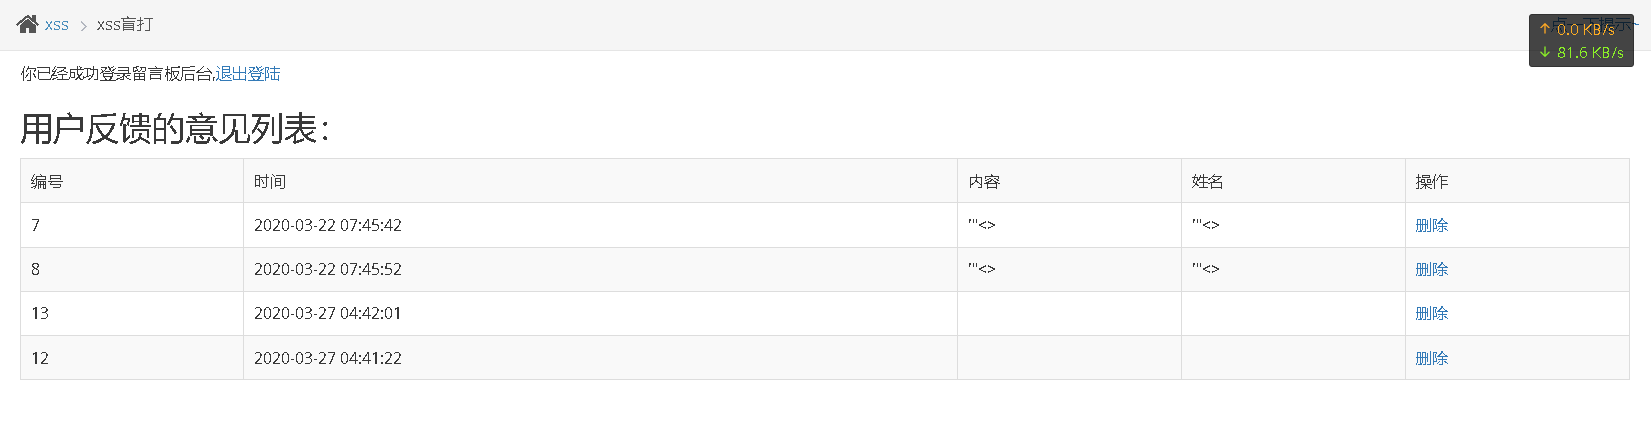 xss > xss盲打
↑ 0.0 KB/s
↓ 81.6 KB/s
你已经成功登录留言板后台,退出登陆
用户反馈的意见列表：
编号 时间 内容 姓名 操作
7 2020-03-22 07:45:42 '"<> '"<> 删除
8 2020-03-22 07:45:52 '"<> '"<> 删除
13 2020-03-27 04:42:01 删除
12 2020-03-27 04:41:22 删除